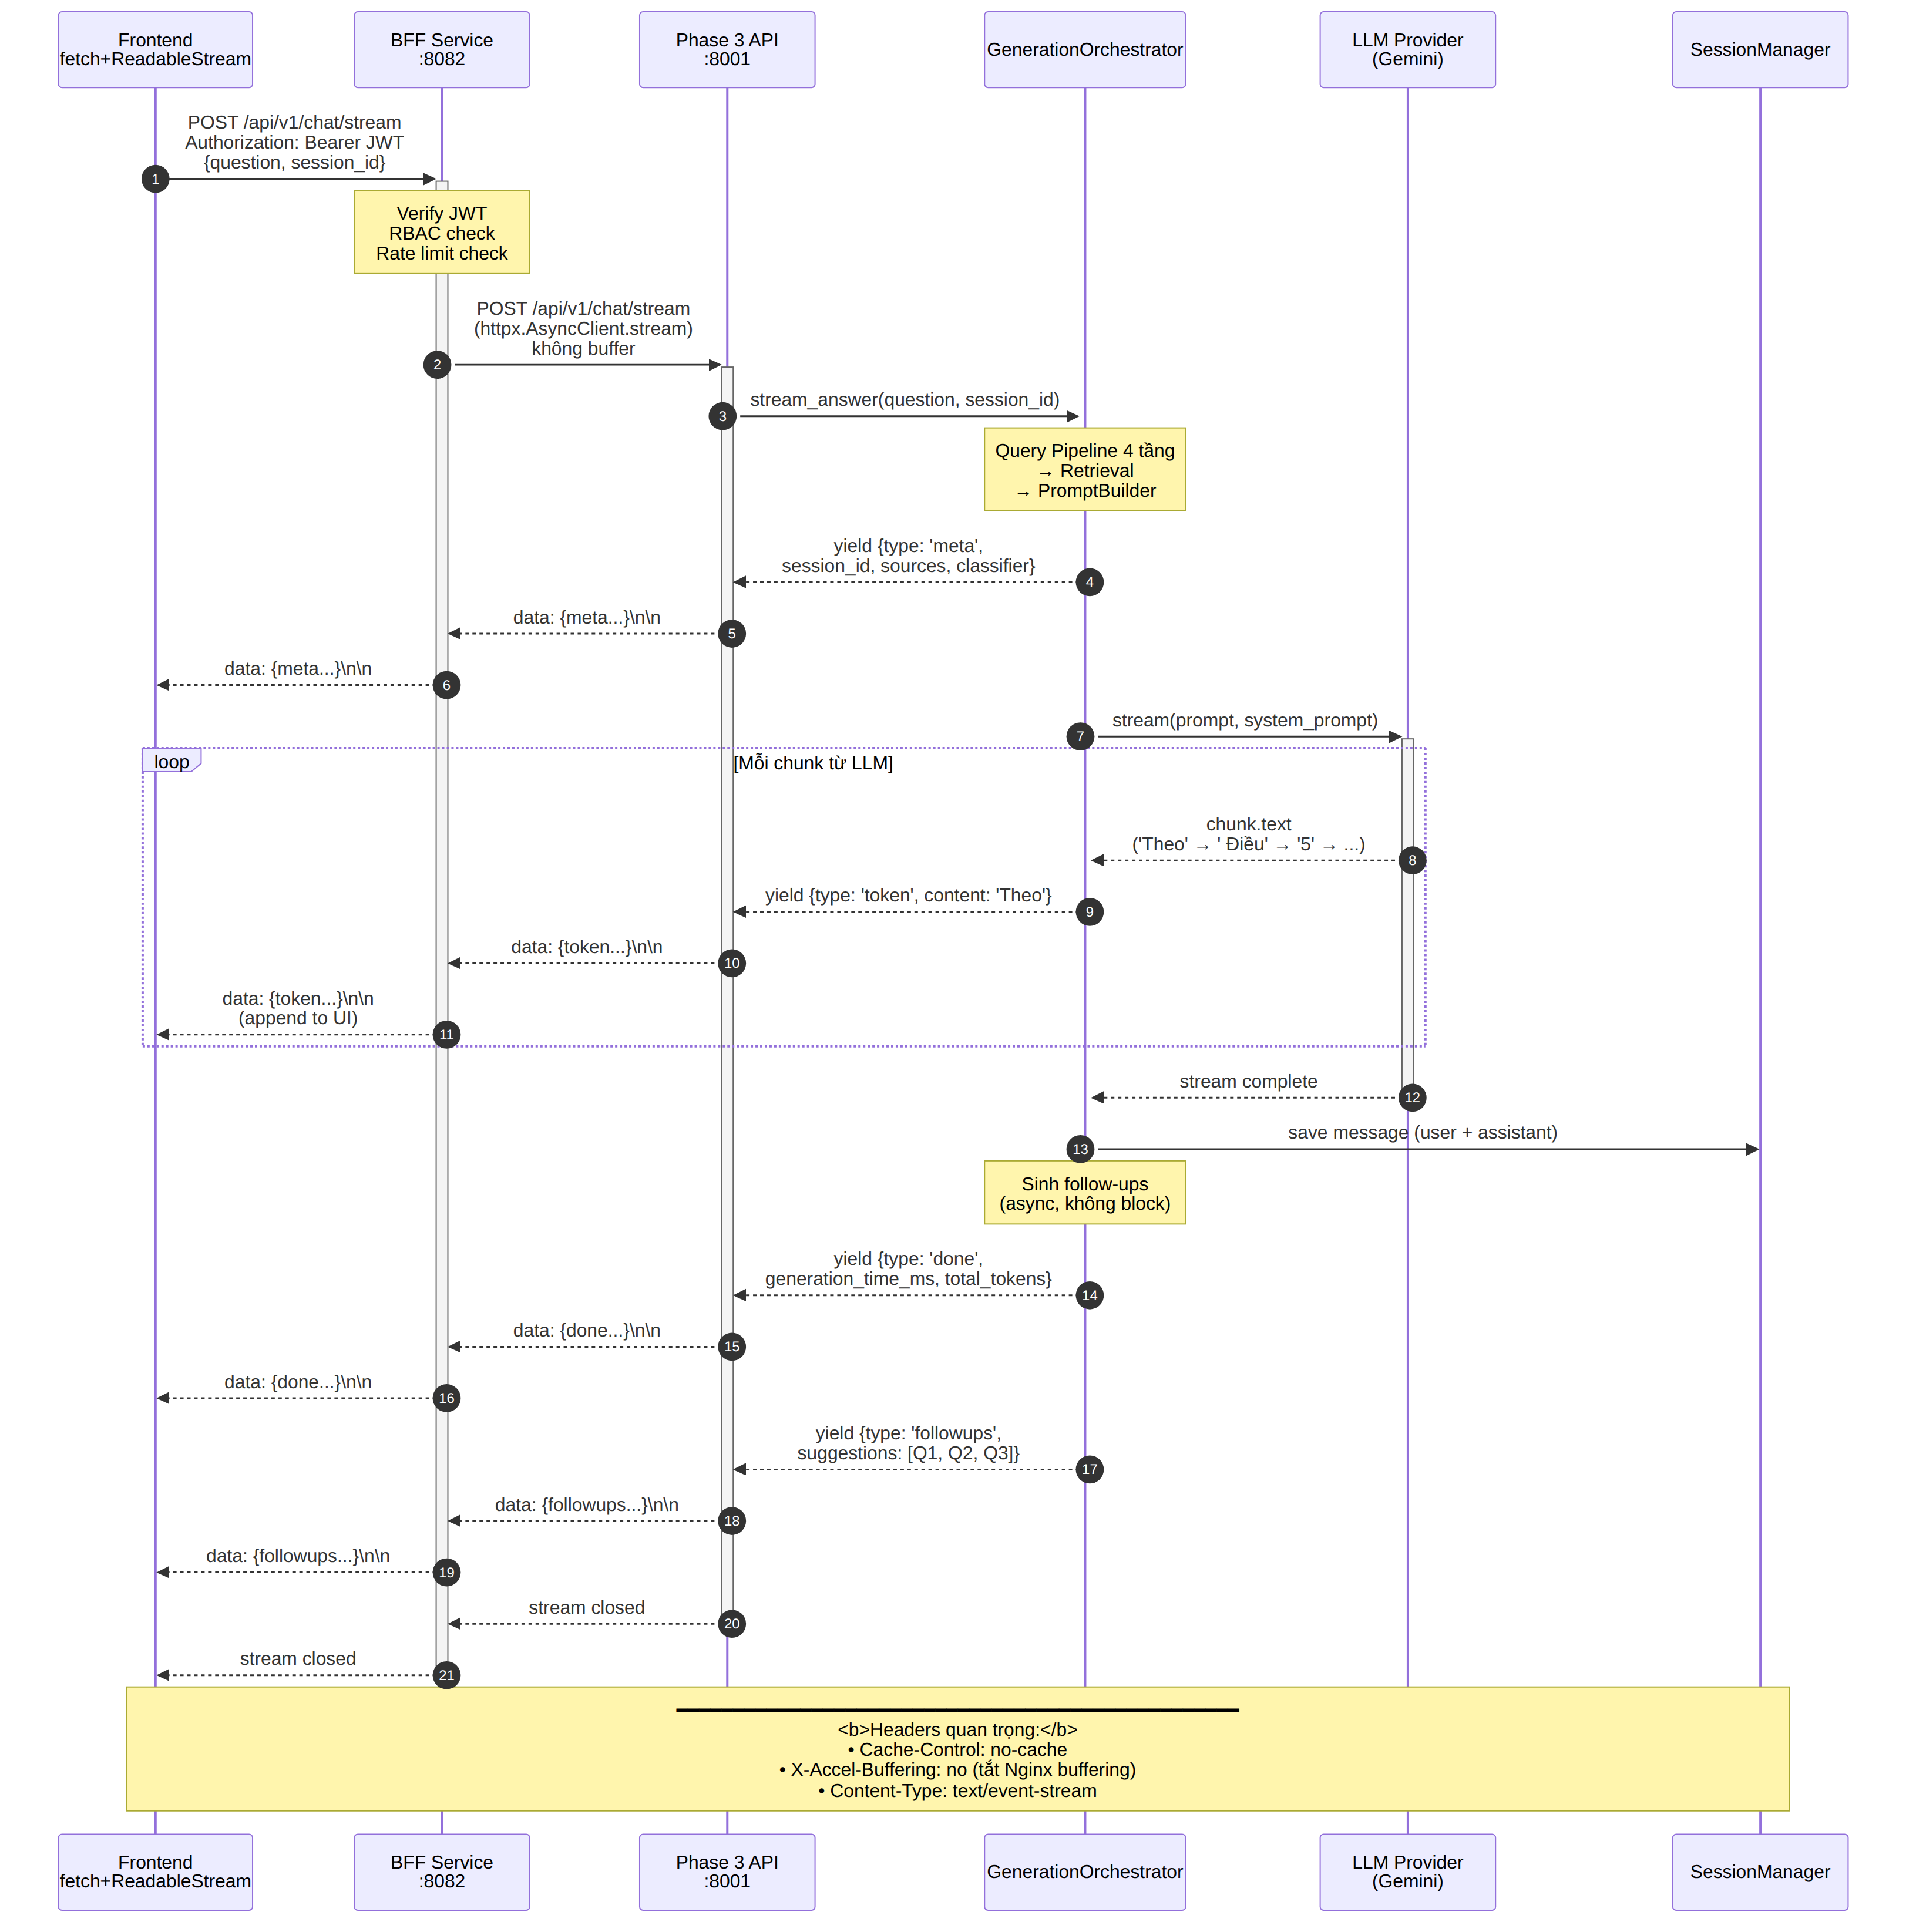 Frontend
fetch+ReadableStream
BFF Service
:8082
Phase 3 API
:8001
GenerationOrchestrator
LLM Provider
(Gemini)
SessionManager
POST /api/v1/chat/stream
Authorization: Bearer JWT
{question, session_id}
1
Verify JWT
RBAC check
Rate limit check
POST /api/v1/chat/stream
(httpx.AsyncClient.stream)
không buffer
2
stream_answer(question, session_id)
3
Query Pipeline 4 tầng
→ Retrieval
→ PromptBuilder
yield {type: 'meta',
session_id, sources, classifier}
4
data: {meta...}\n\n
5
data: {meta...}\n\n
6
stream(prompt, system_prompt)
7
loop
[Mỗi chunk từ LLM]
chunk.text
('Theo' → ' Điều' → '5' → ...)
8
yield {type: 'token', content: 'Theo'}
9
data: {token...}\n\n
10
data: {token...}\n\n
(append to UI)
11
stream complete
12
save message (user + assistant)
13
Sinh follow-ups
(async, không block)
yield {type: 'done',
generation_time_ms, total_tokens}
14
data: {done...}\n\n
15
data: {done...}\n\n
16
yield {type: 'followups',
suggestions: [Q1, Q2, Q3]}
17
data: {followups...}\n\n
18
data: {followups...}\n\n
19
stream closed
20
stream closed
21
<b>Headers quan trọng:</b>
• Cache-Control: no-cache
• X-Accel-Buffering: no (tắt Nginx buffering)
• Content-Type: text/event-stream
Frontend
fetch+ReadableStream
BFF Service
:8082
Phase 3 API
:8001
GenerationOrchestrator
LLM Provider
(Gemini)
SessionManager